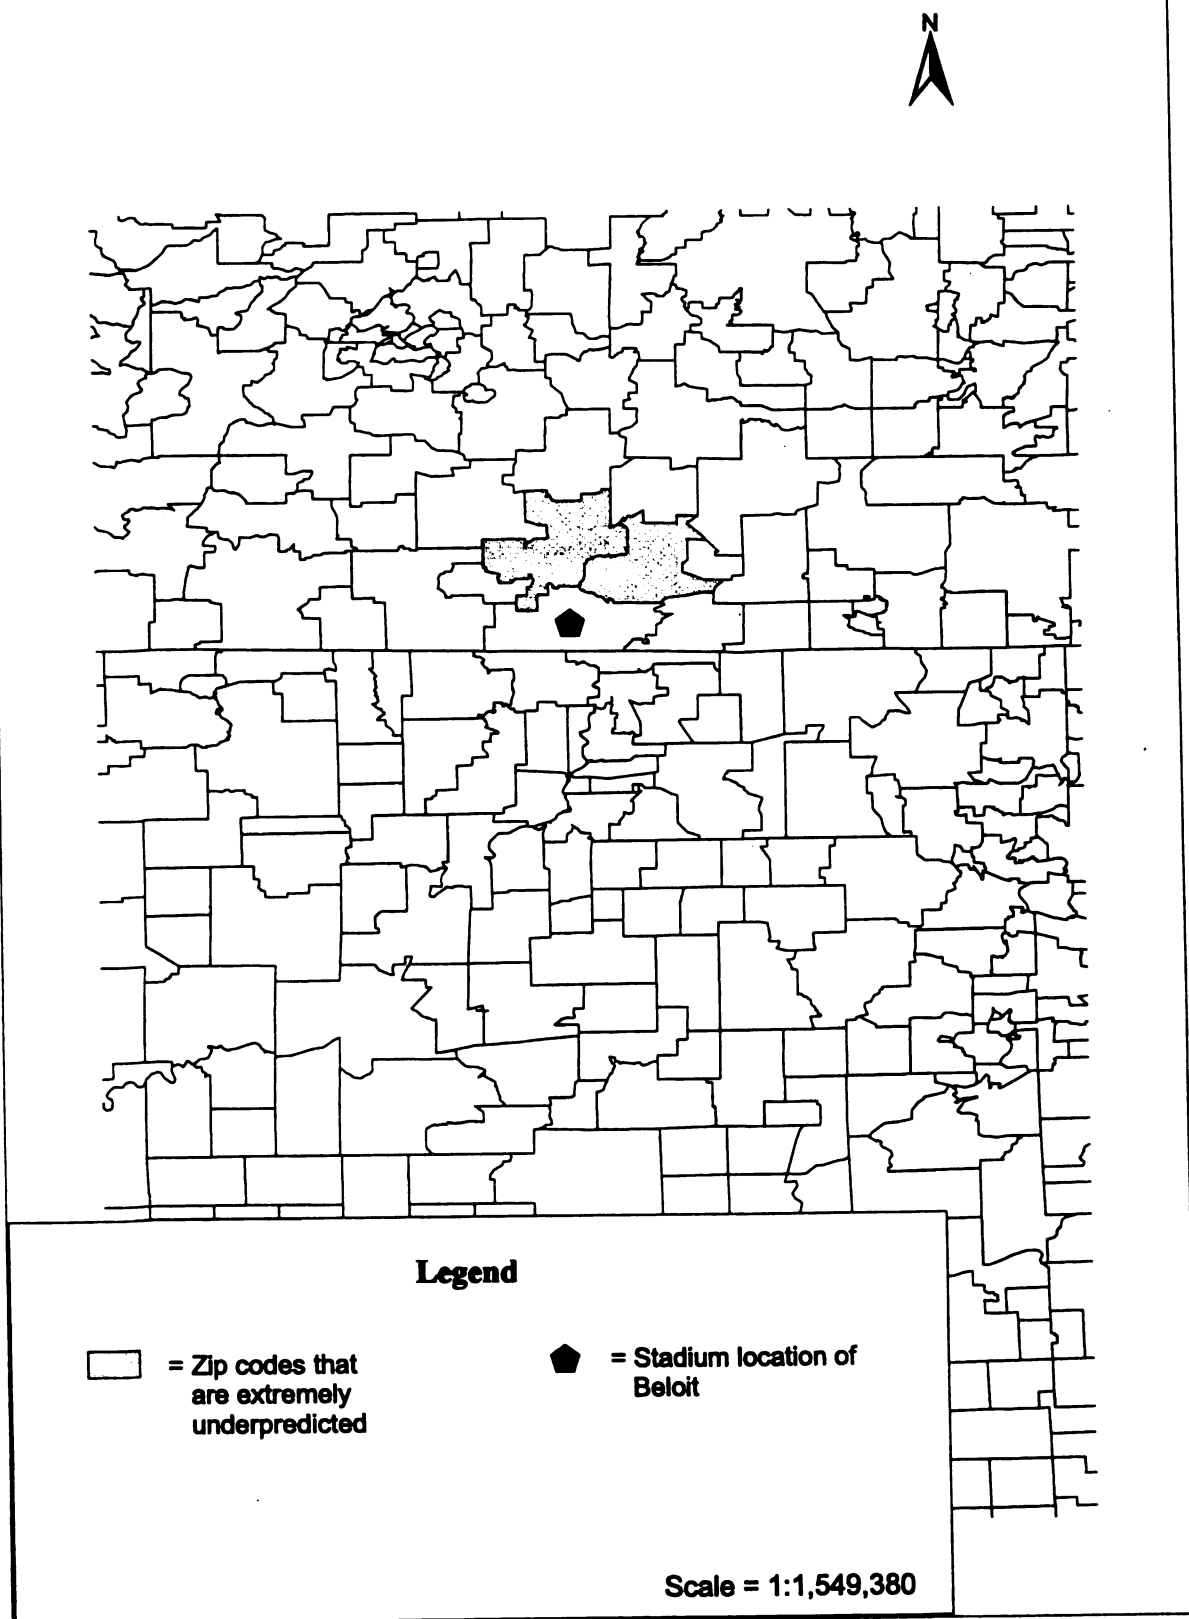 N
Legend
= Zip codes that
are extremely
underpredicted
= Stadium location of
Beloit
Scale = 1:1,549,380